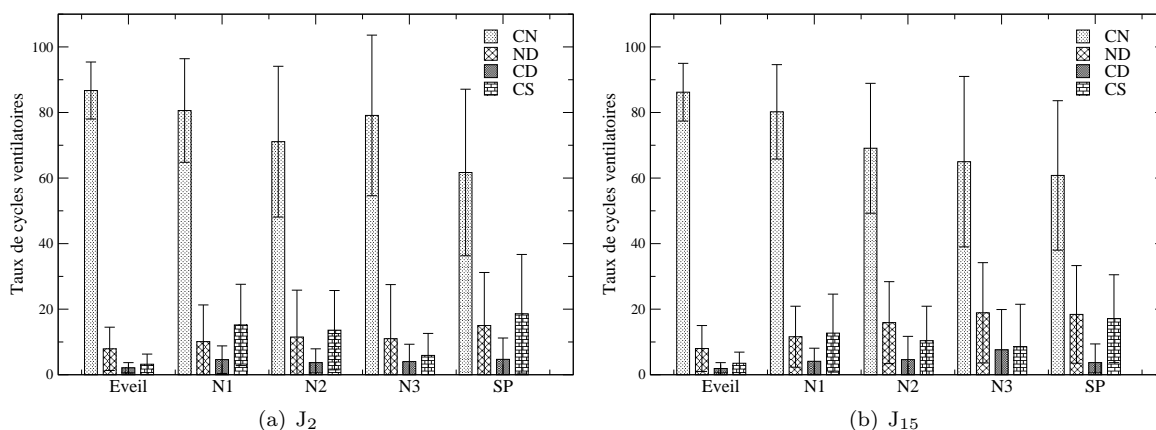 Taux de cycles ventilatoires
100
80
60
40
20
0
CN
ND
CD
CS
Eveil N1 N2 N3 SP
(a) J2
Taux de cycles ventilatoires
100
80
60
40
20
0
CN
ND
CD
CS
Eveil N1 N2 N3 SP
(b) J15